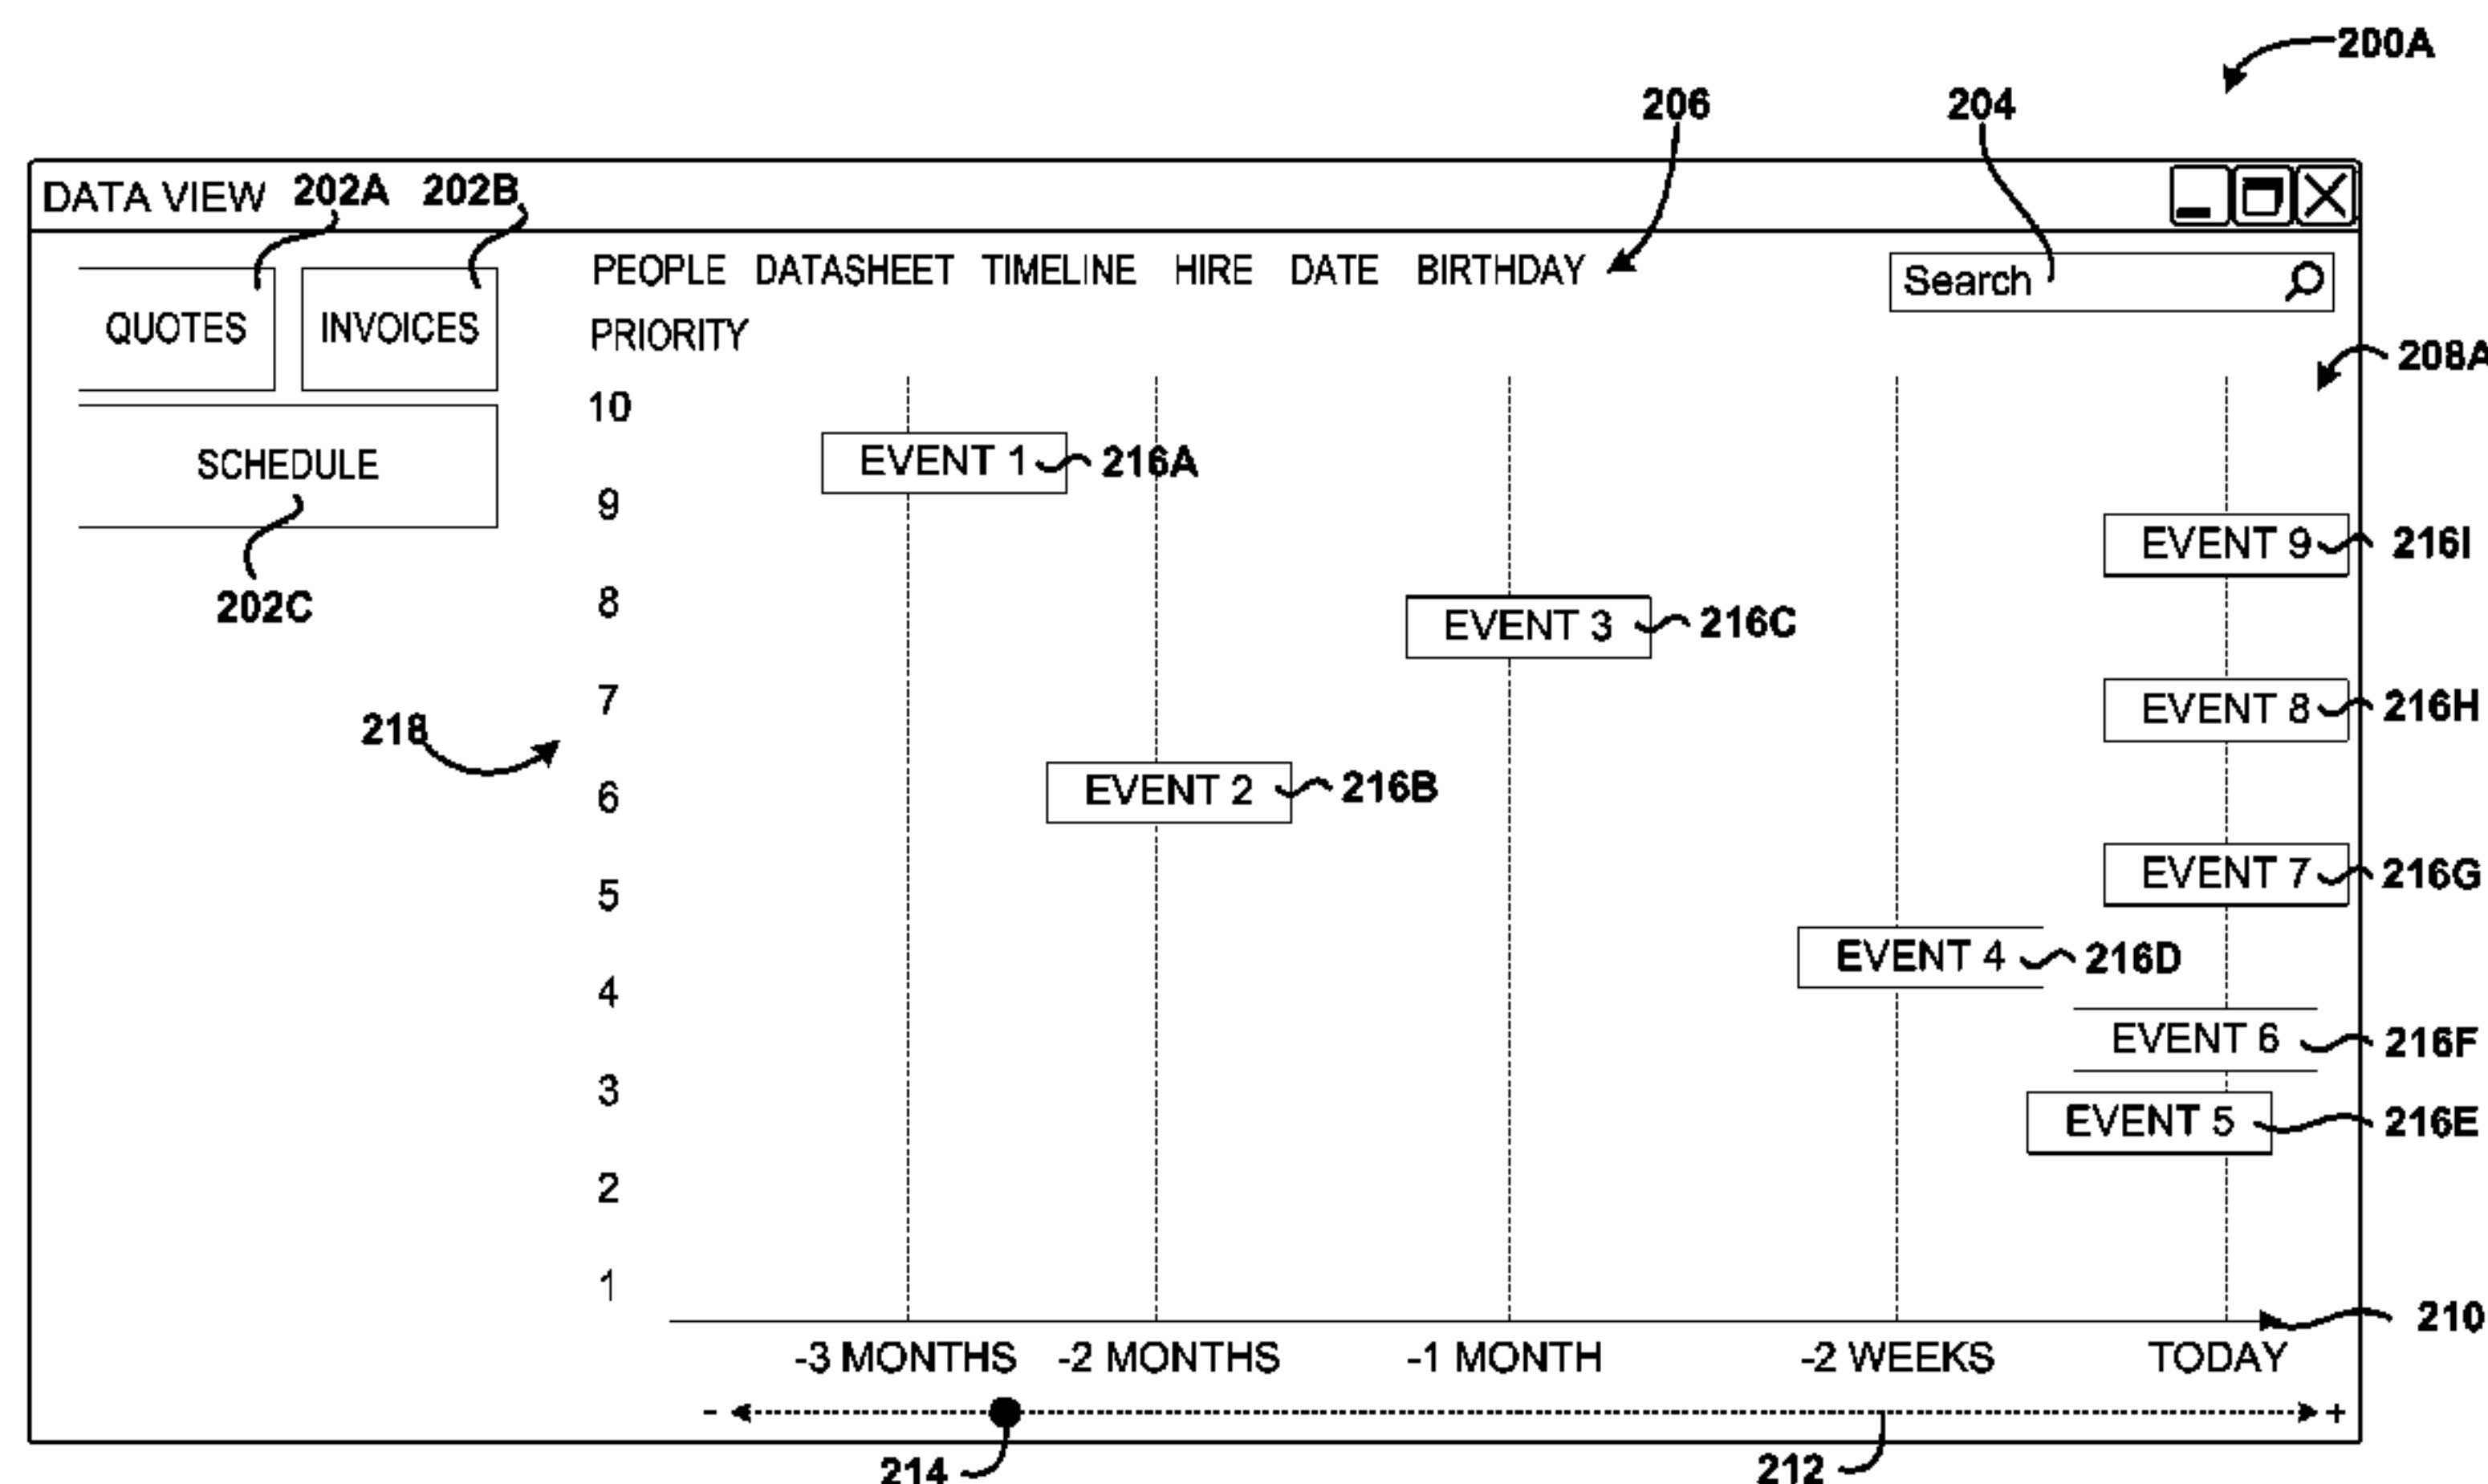 200A
206 204
DATA VIEW 202A 202B
PEOPLE DATASHEET TIMELINE HIRE DATE BIRTHDAY
Search
QUOTES INVOICES
PRIORITY
208A
10
SCHEDULE
EVENT 1 216A
9
EVENT 9 216I
202C
8
EVENT 3 216C
7
EVENT 8 216H
218
6
EVENT 2 216B
5
EVENT 7 216G
EVENT 4 216D
4
EVENT 6 216F
3
EVENT 5 216E
2
1
210
-3 MONTHS -2 MONTHS -1 MONTH -2 WEEKS TODAY
- +
214 212